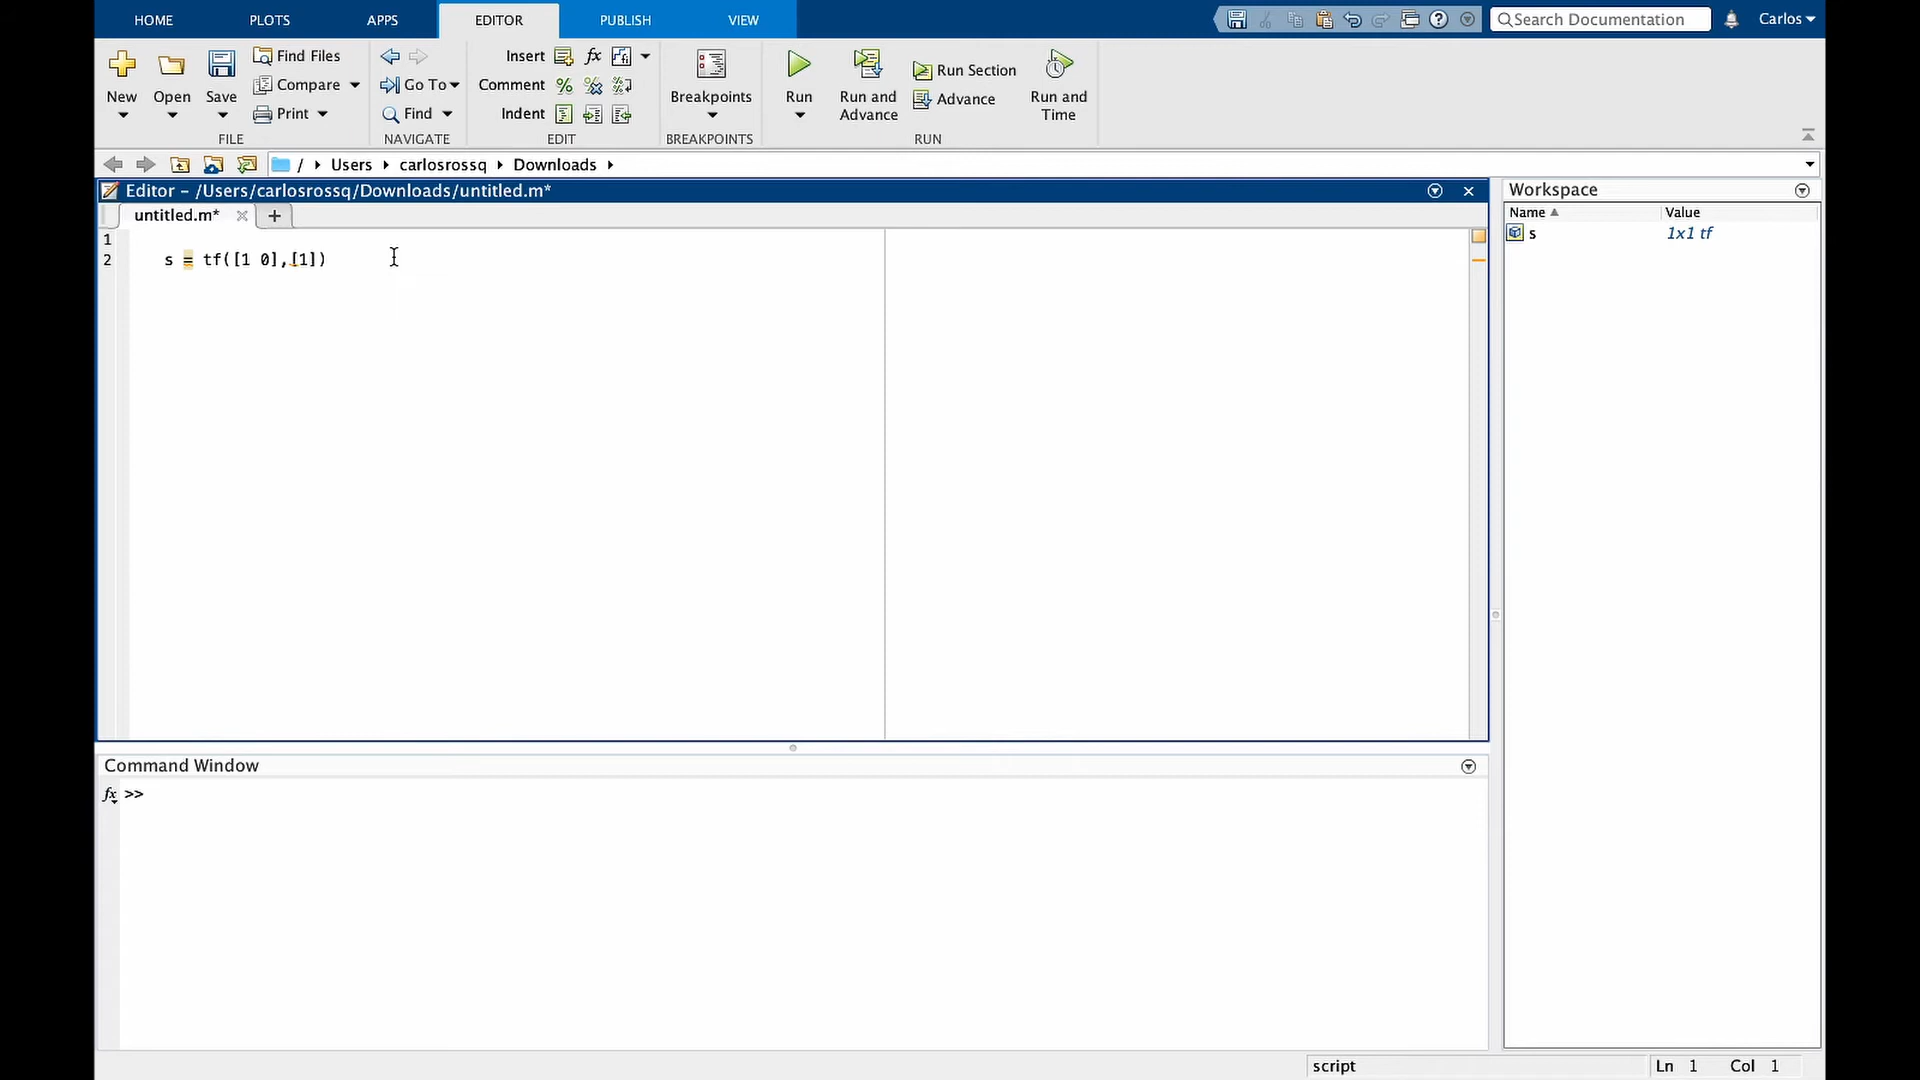 HOME PLOTS APPS EDITOR PUBLISH VIEW Search Documentation Carlos
New Open Save Find Files Compare Print
FILE
Go To Find
NAVIGATE
Insert fx
Comment % % %
Indent
EDIT
Breakpoints
BREAKPOINTS
Run Run and Advance Run Section Advance Run and Time
RUN
/ Users carlosrossq Downloads
Editor - /Users/carlosrossq/Downloads/untitled.m*
untitled.m* +
1
2 s = tf([1 0],[1])
Workspace
Name Value
s 1x1 tf
Command Window
fx >>
script Ln 1 Col 1